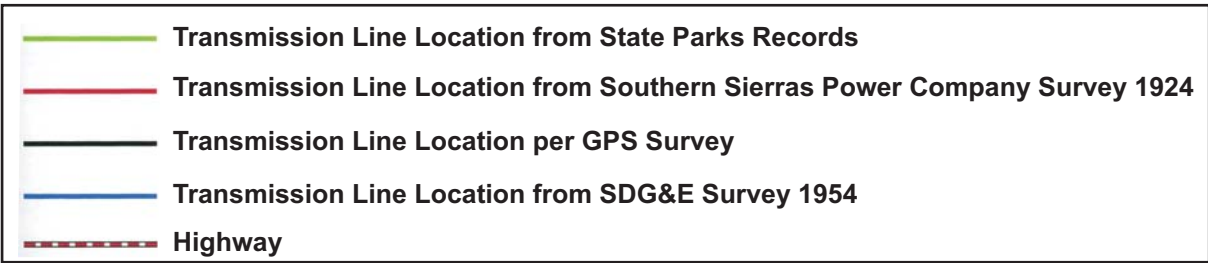 Transmission Line Location from State Parks Records
Transmission Line Location from Southern Sierras Power Company Survey 1924
Transmission Line Location per GPS Survey
Transmission Line Location from SDG&E Survey 1954
Highway